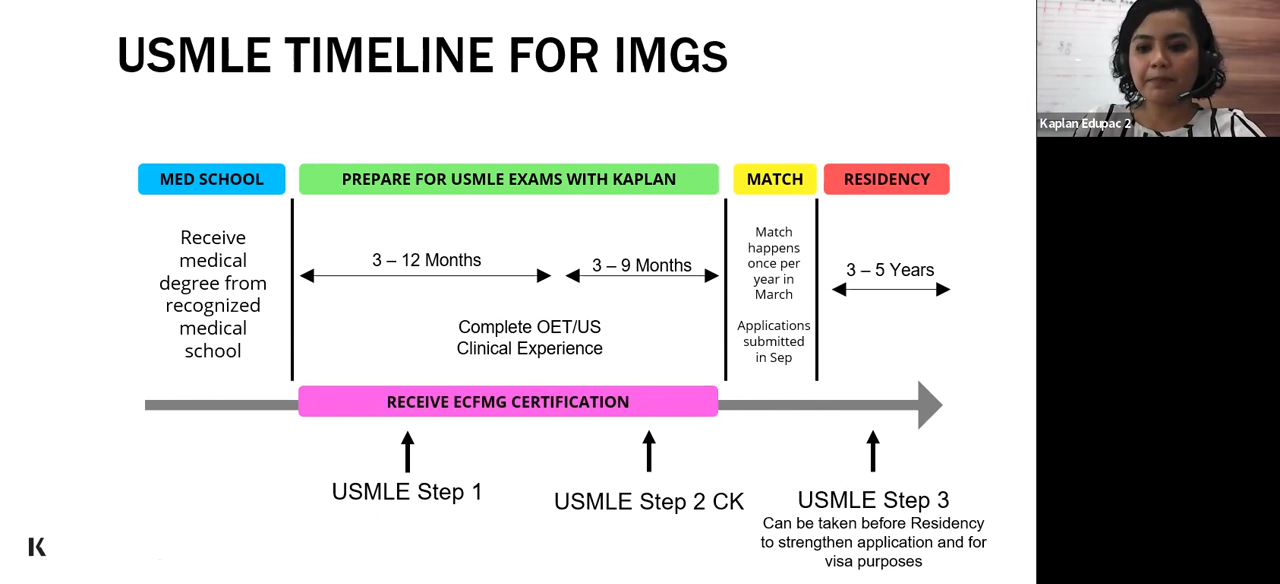 USMLE TIMELINE FOR IMGs
Kaplan Edupac 2
MED SCHOOL
PREPARE FOR USMLE EXAMS WITH KAPLAN
MATCH
RESIDENCY
Receive
medical
degree from
recognized
medical
school
3 – 12 Months
3 – 9 Months
Complete OET/US
Clinical Experience
Match
happens
once per
year in
March
Applications
submitted
in Sep
3 – 5 Years
RECEIVE ECFMG CERTIFICATION
USMLE Step 1
USMLE Step 2 CK
USMLE Step 3
Can be taken before Residency
to strengthen application and for
visa purposes
K